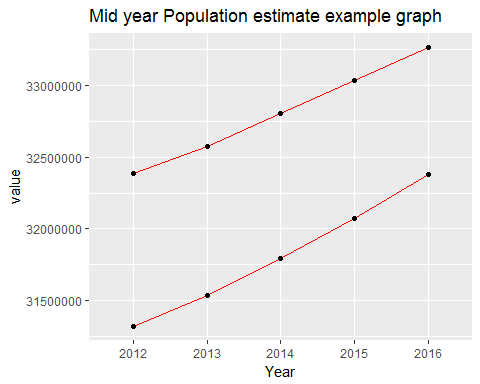 Mid year Population estimate example graph
value
33000000
32500000
32000000
31500000
2012 2013 2014 2015 2016
Year